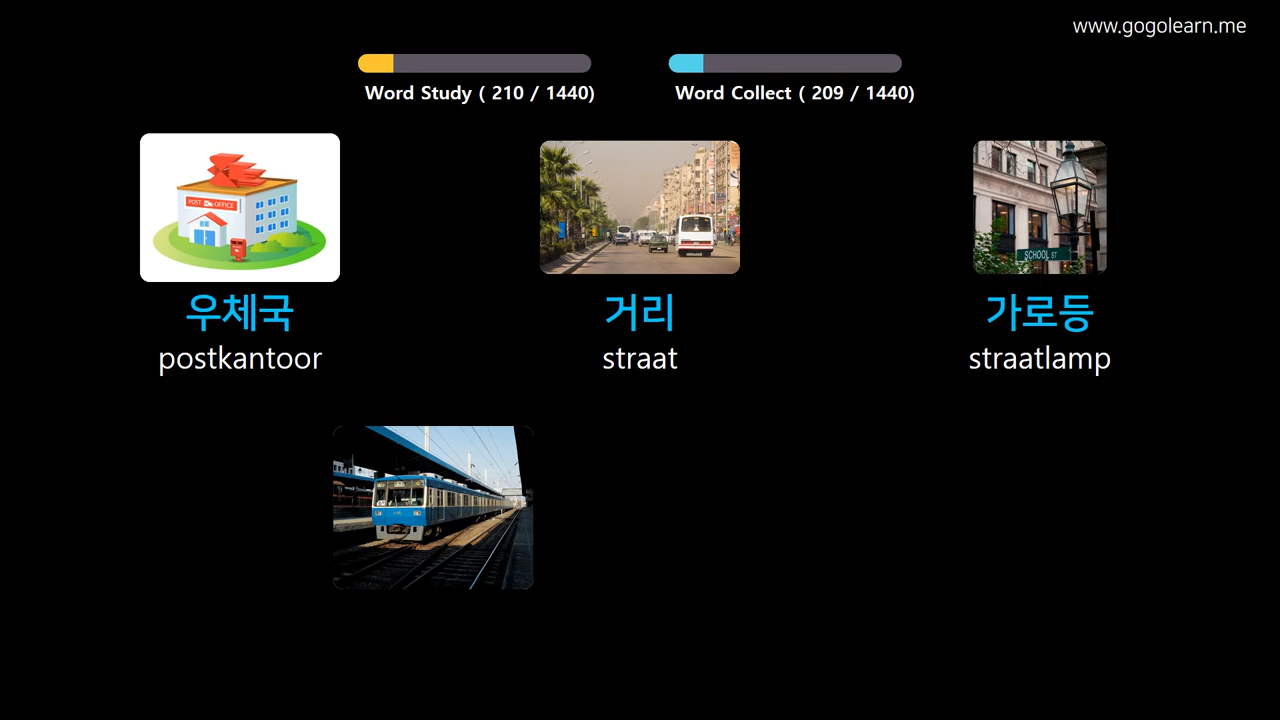 www.gogolearn.me
Word Study ( 210 / 1440)
Word Collect ( 209 / 1440)
POST OFFICE
SCHOOL ST
우체국
거리
가로등
postkantoor
straat
straatlamp